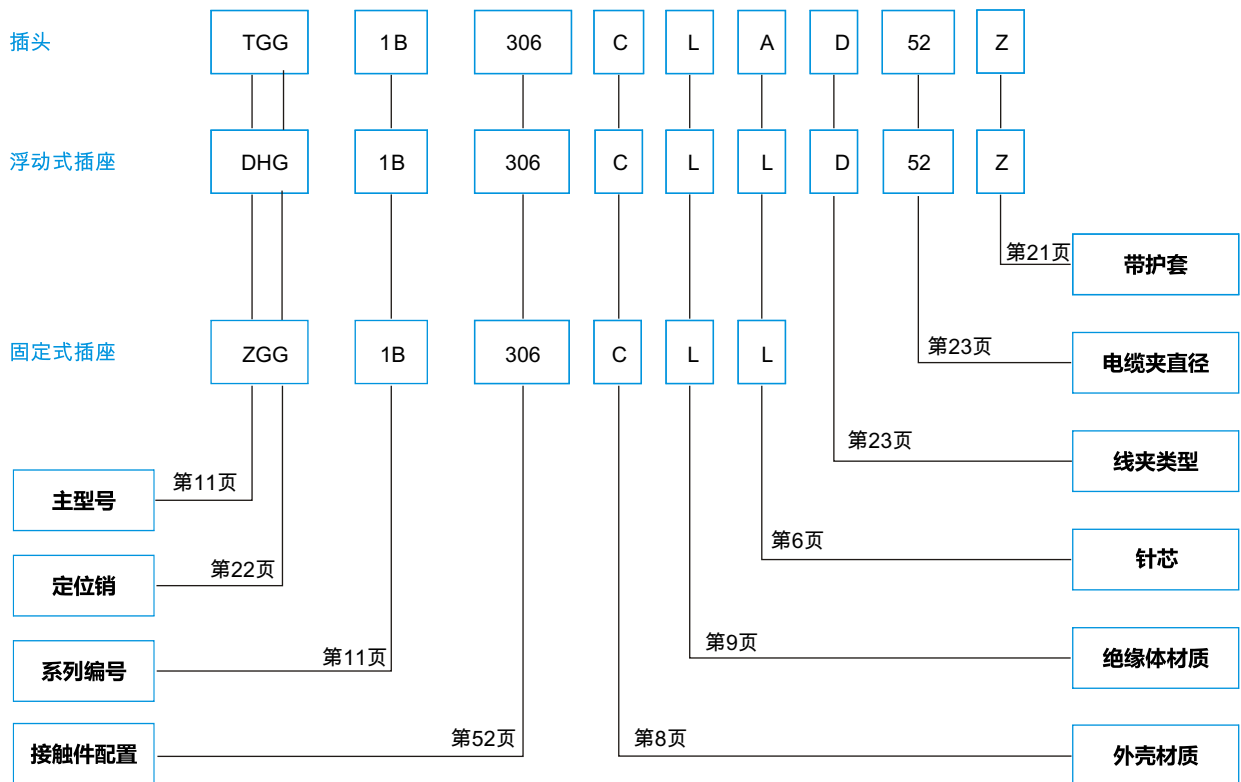 插头 TGG 1B 306 C L A D 52 Z
浮动式插座 DHG 1B 306 C L L D 52 Z
第21页 带护套
固定式插座 ZGG 1B 306 C L L
第23页 电缆夹直径
第23页 线夹类型
主型号 第11页
第6页 针芯
定位销 第22页
系列编号 第11页
第9页 绝缘体材质
接触件配置 第52页
第8页 外壳材质